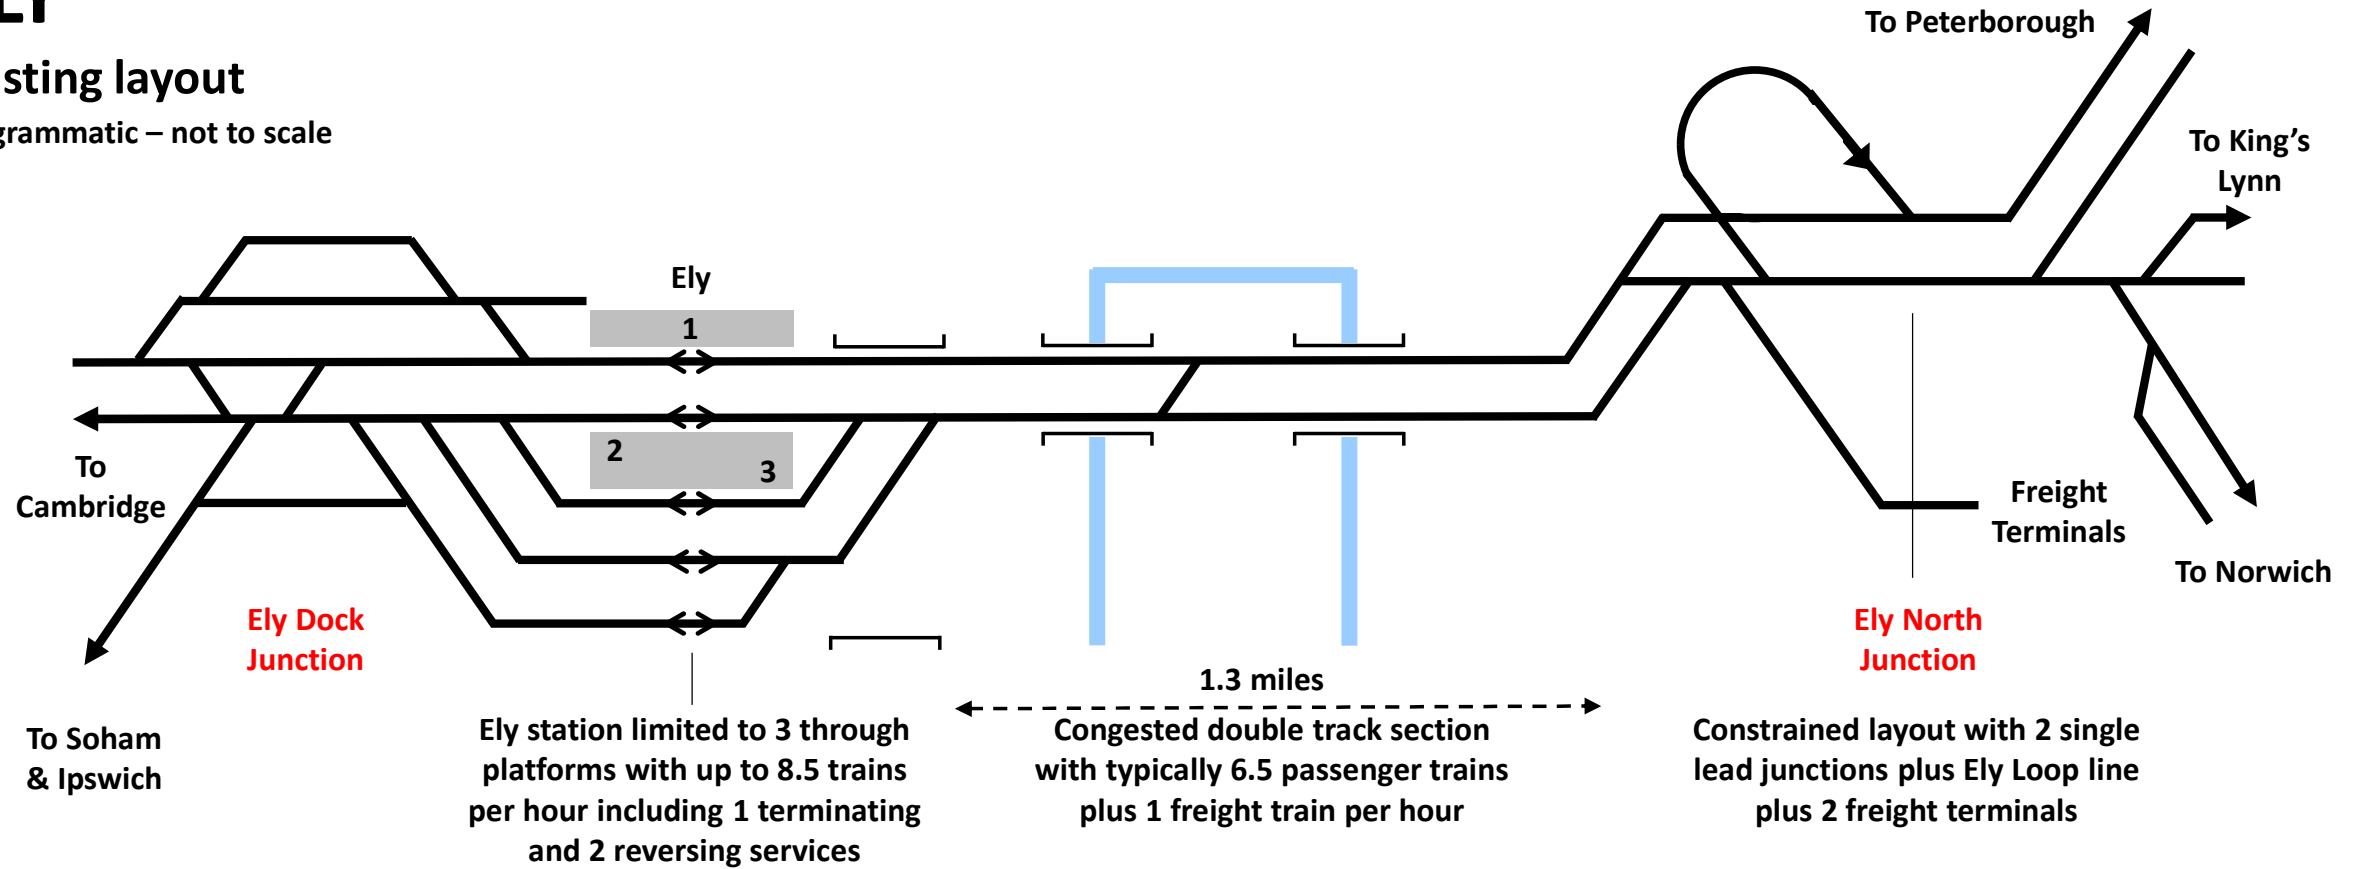 LY
sting layout
grammatic – not to scale
To Peterborough
To King’s
Lynn
Ely
1
2
3
To
Cambridge
Freight
Terminals
To Norwich
Ely Dock
Junction
Ely North
Junction
1.3 miles
To Soham
& Ipswich
Ely station limited to 3 through
platforms with up to 8.5 trains
per hour including 1 terminating
and 2 reversing services
Congested double track section
with typically 6.5 passenger trains
plus 1 freight train per hour
Constrained layout with 2 single
lead junctions plus Ely Loop line
plus 2 freight terminals